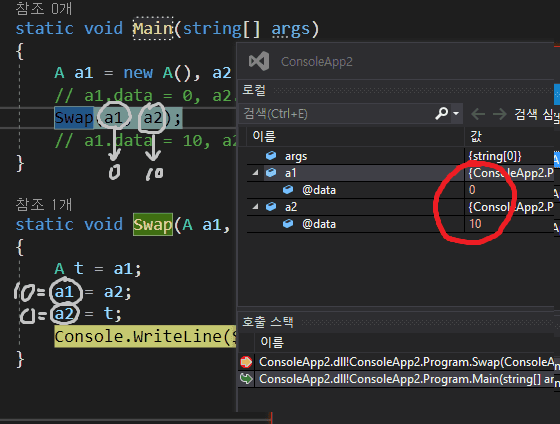 참조 0개
static void Main(string[] args)
{
A a1 = new A(), a2
// a1.data = 0, a2.
Swap(a1, a2);
0 10
// a1.data = 10, a2.
}
참조 1개
static void Swap(A a1,
{
A t = a1;
10= a1 = a2;
0= a2 = t;
Console.WriteLine($
}
ConsoleApp2
로컬
검색(Ctrl+E)
검색 심
이름 값
args {string[0]}
a1 {ConsoleApp2.P
@data 0
a2 {ConsoleApp2.P
@data 10
호출 스택
이름
ConsoleApp2.dll!ConsoleApp2.Program.Swap(ConsoleA
ConsoleApp2.dll!ConsoleApp2.Program.Main(string[] ar